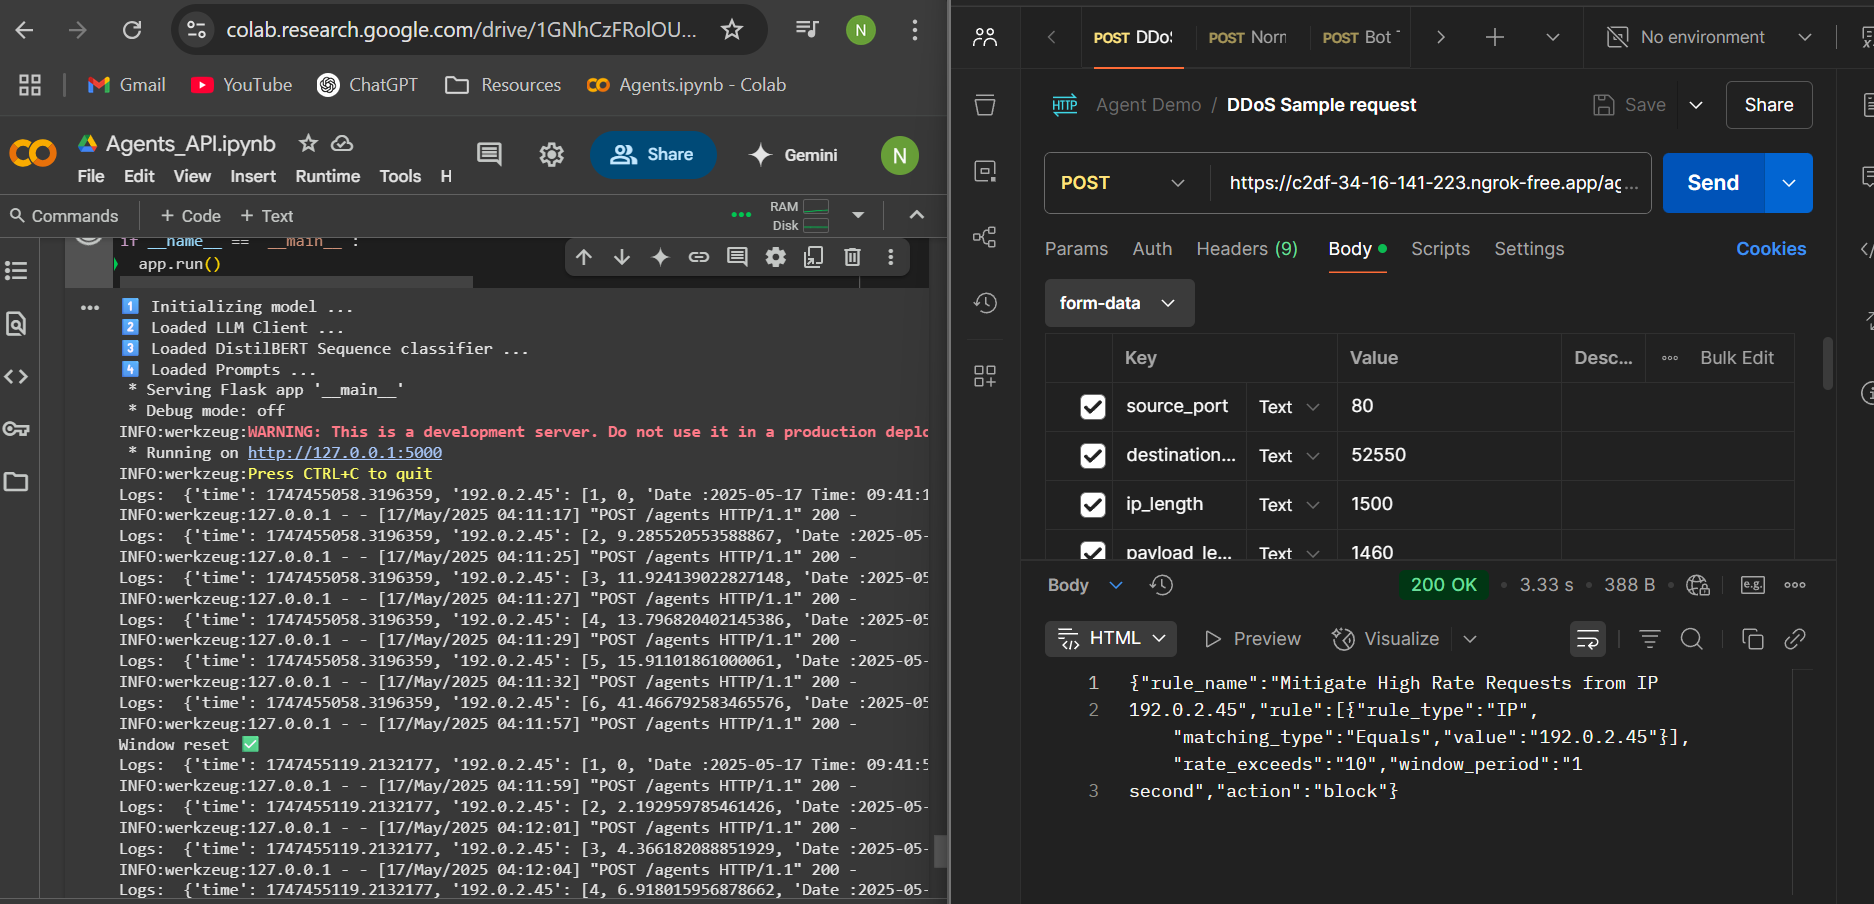 colab.research.google.com/drive/1GNhCzFRolOU...
N
Gmail
YouTube
ChatGPT
Resources
Agents.ipynb - Colab
Agents_API.ipynb
Share
Gemini
N
File Edit View Insert Runtime Tools H
Commands
+ Code + Text
RAM
Disk
if __name__ == '__main__':
app.run()
1 Initializing model ...
2 Loaded LLM Client ...
3 Loaded DistilBERT Sequence classifier ...
4 Loaded Prompts ...
* Serving Flask app '__main__'
* Debug mode: off
INFO:werkzeug:WARNING: This is a development server. Do not use it in a production deplo
* Running on http://127.0.0.1:5000
INFO:werkzeug:Press CTRL+C to quit
Logs:  {'time': 1747455058.3196359, '192.0.2.45': [1, 0, 'Date :2025-05-17 Time: 09:41:1
INFO:werkzeug:127.0.0.1 - - [17/May/2025 04:11:17] "POST /agents HTTP/1.1" 200 -
Logs:  {'time': 1747455058.3196359, '192.0.2.45': [2, 9.285520553588867, 'Date :2025-05-
INFO:werkzeug:127.0.0.1 - - [17/May/2025 04:11:25] "POST /agents HTTP/1.1" 200 -
Logs:  {'time': 1747455058.3196359, '192.0.2.45': [3, 11.924139022827148, 'Date :2025-05
INFO:werkzeug:127.0.0.1 - - [17/May/2025 04:11:27] "POST /agents HTTP/1.1" 200 -
Logs:  {'time': 1747455058.3196359, '192.0.2.45': [4, 13.796820402145386, 'Date :2025-05
INFO:werkzeug:127.0.0.1 - - [17/May/2025 04:11:29] "POST /agents HTTP/1.1" 200 -
Logs:  {'time': 1747455058.3196359, '192.0.2.45': [5, 15.91101861000061, 'Date :2025-05-
INFO:werkzeug:127.0.0.1 - - [17/May/2025 04:11:32] "POST /agents HTTP/1.1" 200 -
Logs:  {'time': 1747455058.3196359, '192.0.2.45': [6, 41.466792583465576, 'Date :2025-05
INFO:werkzeug:127.0.0.1 - - [17/May/2025 04:11:57] "POST /agents HTTP/1.1" 200 -
Window reset ✅
Logs:  {'time': 1747455119.2132177, '192.0.2.45': [1, 0, 'Date :2025-05-17 Time: 09:41:5
INFO:werkzeug:127.0.0.1 - - [17/May/2025 04:11:59] "POST /agents HTTP/1.1" 200 -
Logs:  {'time': 1747455119.2132177, '192.0.2.45': [2, 2.192959785461426, 'Date :2025-05-
INFO:werkzeug:127.0.0.1 - - [17/May/2025 04:12:01] "POST /agents HTTP/1.1" 200 -
Logs:  {'time': 1747455119.2132177, '192.0.2.45': [3, 4.366182088851929, 'Date :2025-05-
INFO:werkzeug:127.0.0.1 - - [17/May/2025 04:12:04] "POST /agents HTTP/1.1" 200 -
Logs:  {'time': 1747455119.2132177, '192.0.2.45': [4, 6.918015956878662, 'Date :2025-05-
POST DDo
POST Norn
POST Bot
No environment
HTTP Agent Demo / DDoS Sample request
Save
Share
POST
https://c2df-34-16-141-223.ngrok-free.app/ag...
Send
Params Auth Headers (9) Body Scripts Settings
Cookies
form-data
Key Value Desc... Bulk Edit
source_port Text 80
destination... Text 52550
ip_length Text 1500
payload_le... Text 1460
Body
200 OK • 3.33 s • 388 B
e.g.
HTML
Preview
Visualize
1 {"rule_name":"Mitigate High Rate Requests from IP
2 192.0.2.45","rule":[{"rule_type":"IP",
"matching_type":"Equals","value":"192.0.2.45"}],
"rate_exceeds":"10","window_period":"1
3 second","action":"block"}